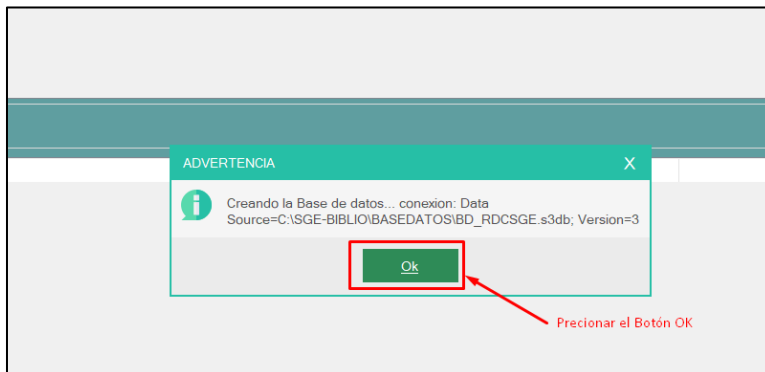 ADVERTENCIA X
Creando la Base de datos... conexion: Data
Source=C:\SGE-BIBLIO\BASEDATOS\BD_RDCSGE.s3db; Version=3
Ok
Precionar el Botón OK